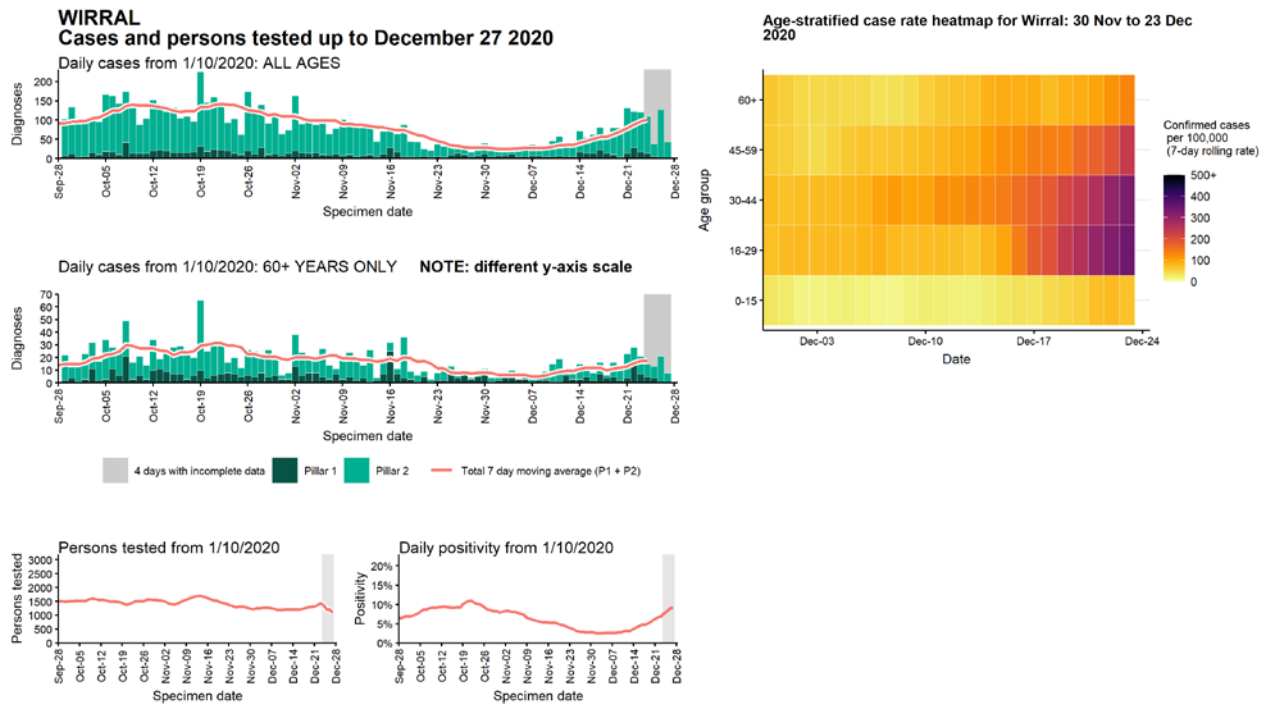 WIRRAL
Cases and persons tested up to December 27 2020
Daily cases from 1/10/2020: ALL AGES
Diagnoses
200
150
100
50
0
Sep-28
Oct-05
Oct-12
Oct-19
Oct-26
Nov-02
Nov-09
Nov-16
Nov-23
Nov-30
Dec-07
Dec-14
Dec-21
Dec-28
Specimen date
Daily cases from 1/10/2020: 60+ YEARS ONLY NOTE: different y-axis scale
Diagnoses
70
60
50
40
30
20
10
0
Sep-28
Oct-05
Oct-12
Oct-19
Oct-26
Nov-02
Nov-09
Nov-16
Nov-23
Nov-30
Dec-07
Dec-14
Dec-21
Dec-28
Specimen date
4 days with incomplete data Pillar 1 Pillar 2 Total 7 day moving average (P1 + P2)
Persons tested from 1/10/2020
Persons tested
3000
2500
2000
1500
1000
500
0
Sep-28
Oct-05
Oct-12
Oct-19
Oct-26
Nov-02
Nov-09
Nov-16
Nov-23
Nov-30
Dec-07
Dec-14
Dec-21
Dec-28
Specimen date
Daily positivity from 1/10/2020
Positivity
20%
15%
10%
5%
0%
Sep-28
Oct-05
Oct-12
Oct-19
Oct-26
Nov-02
Nov-09
Nov-16
Nov-23
Nov-30
Dec-07
Dec-14
Dec-21
Dec-28
Specimen date
Age-stratified case rate heatmap for Wirral: 30 Nov to 23 Dec
2020
Age group
60+
45-59
30-44
16-29
0-15
Dec-03
Dec-10
Dec-17
Dec-24
Date
Confirmed cases
per 100,000
(7-day rolling rate)
500+
400
300
200
100
0